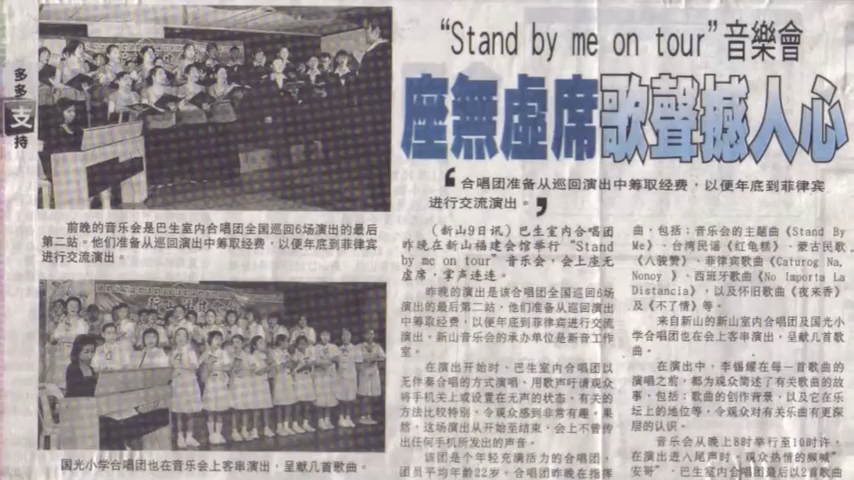 多多支持
“Stand by me on tour”音樂會
座無虛席歌聲撼人心
合唱团准备从巡回演出中筹取经费，以便年底到菲律宾
进行交流演出。
前晚的音乐会是巴生室内合唱团全国巡回6场演出的最后
第二站。他们准备从巡回演出中筹取经费，以便年底到菲律宾
进行交流演出。
国光小学合唱团也在音乐会上客串演出，呈献几首歌曲。
（新山9日讯）巴生室内合唱团
昨晚在新山福建会馆举行“Stand
by me on tour”音乐会，会上座无
虚席，掌声连连。
昨晚的演出是该合唱团全国巡回6场
演出的最后第二站，他们准备从巡回演出
中筹取经费，以便年底到菲律宾进行交流
演出。新山音乐会的承办单位是新音工作
室。
在演出开始时，巴生室内合唱团以
无伴奏合唱的方式演唱，用歌声吁请观众
将手机关上或设置在无声的状态，有关的
方法比较特别，令观众感到非常有趣。果
然，这场演出从开始至结束，会上不曾传
出任何手机所发出的声音。
该团是个年轻充满活力的合唱团，
团员平均年龄22岁。合唱团昨晚在指挥
曲，包括：音乐会的主题曲《Stand By
Me》、台湾民谣《红龟粿》、蒙古民歌
《八骏赞》、菲律宾歌曲《Caturog Na,
Nonoy 》、西班牙歌曲《No Importa La
Distancia》，以及怀旧歌曲《夜来香》
及《不了情》等。
来自新山的新山室内合唱团及国光小
学合唱团也在会上客串演出，呈献几首歌
曲。
在演出中，李锡耀在每一首歌曲的
演唱之前，都为观众简述了有关歌曲的故
事，包括：歌曲的创作背景，以及它在乐
坛上的地位等，令观众对有关乐曲有更深
层的认识。
音乐会从晚上8时举行至10时许，
在演出进入尾声时，观众热情的频喊“
安哥”，巴生室内合唱团最后以2首歌曲